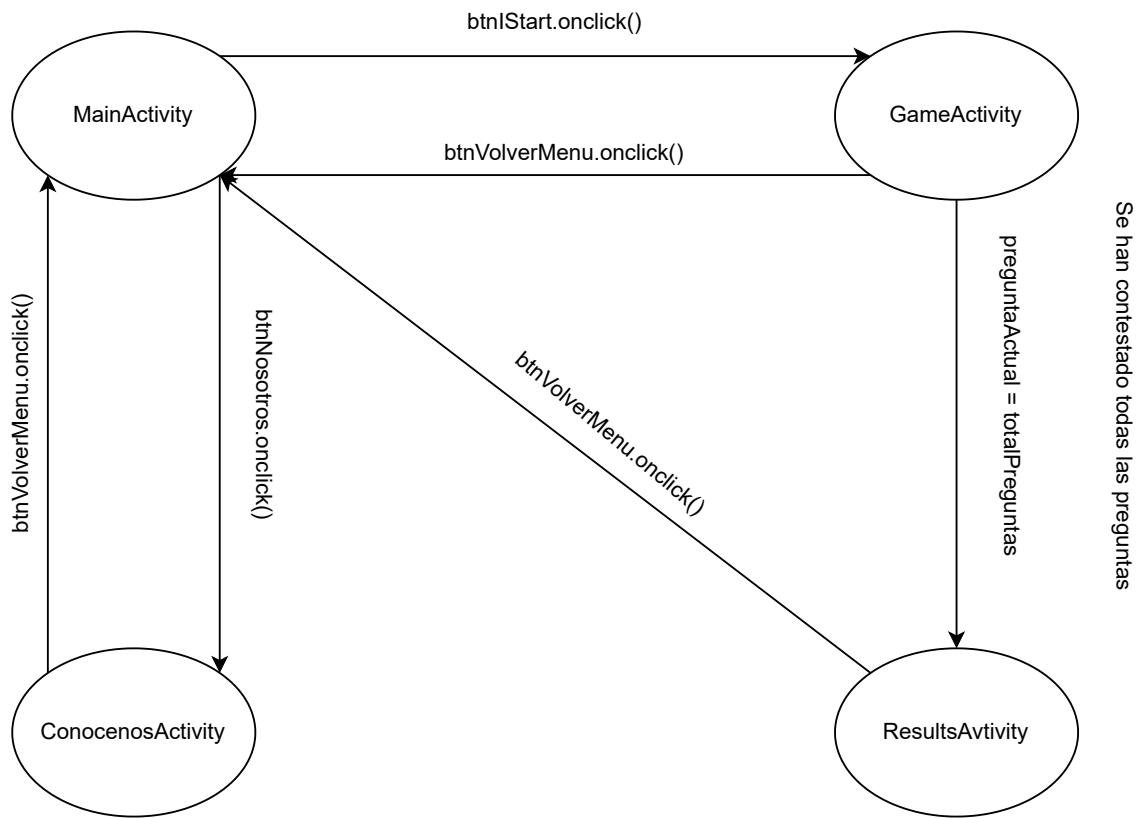 btnIStart.onclick()
MainActivity
GameActivity
btnVolverMenu.onclick()
Se han contestado todas las preguntas
preguntaActual = totalPreguntas
btnVolverMenu.onclick()
btnNosotros.onclick()
btnVolverMenu.onclick()
ConocenosActivity
ResultsAvtivity